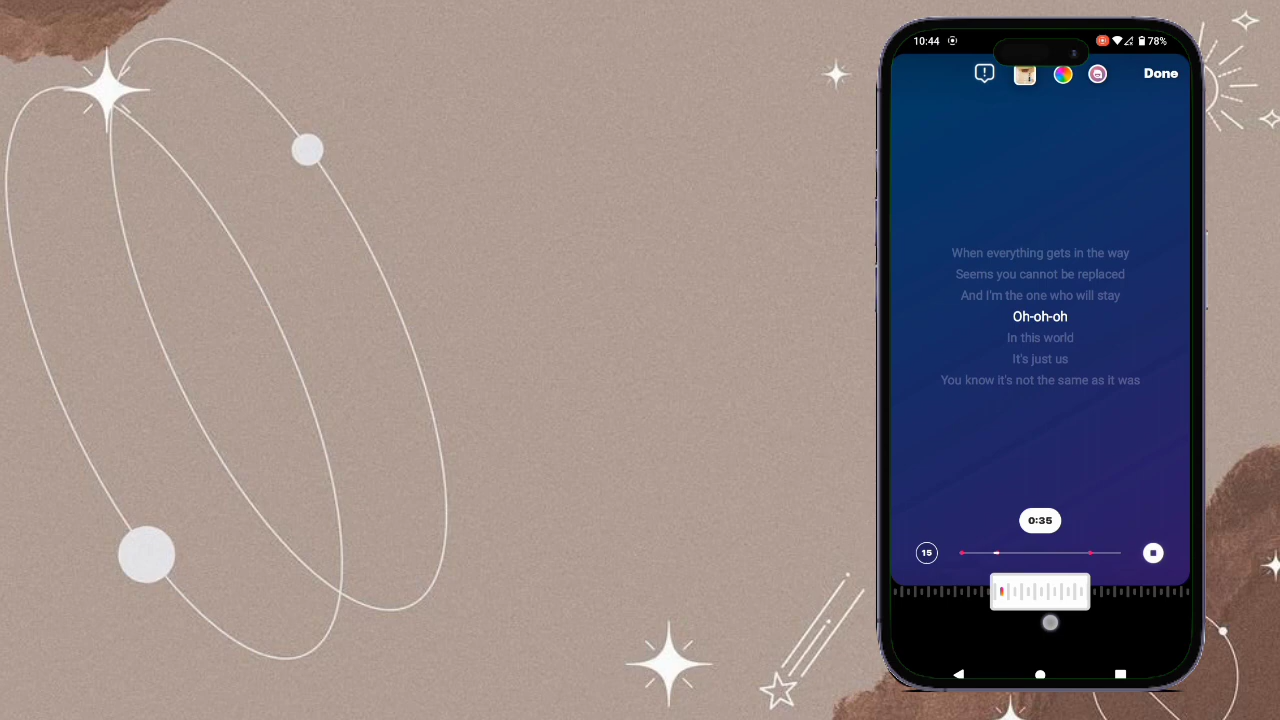 10:44
78%
Done
When everything gets in the way
Seems you cannot be replaced
And I'm the one who will stay
Oh-oh-oh
In this world
It's just us
You know it's not the same as it was
0:35
15